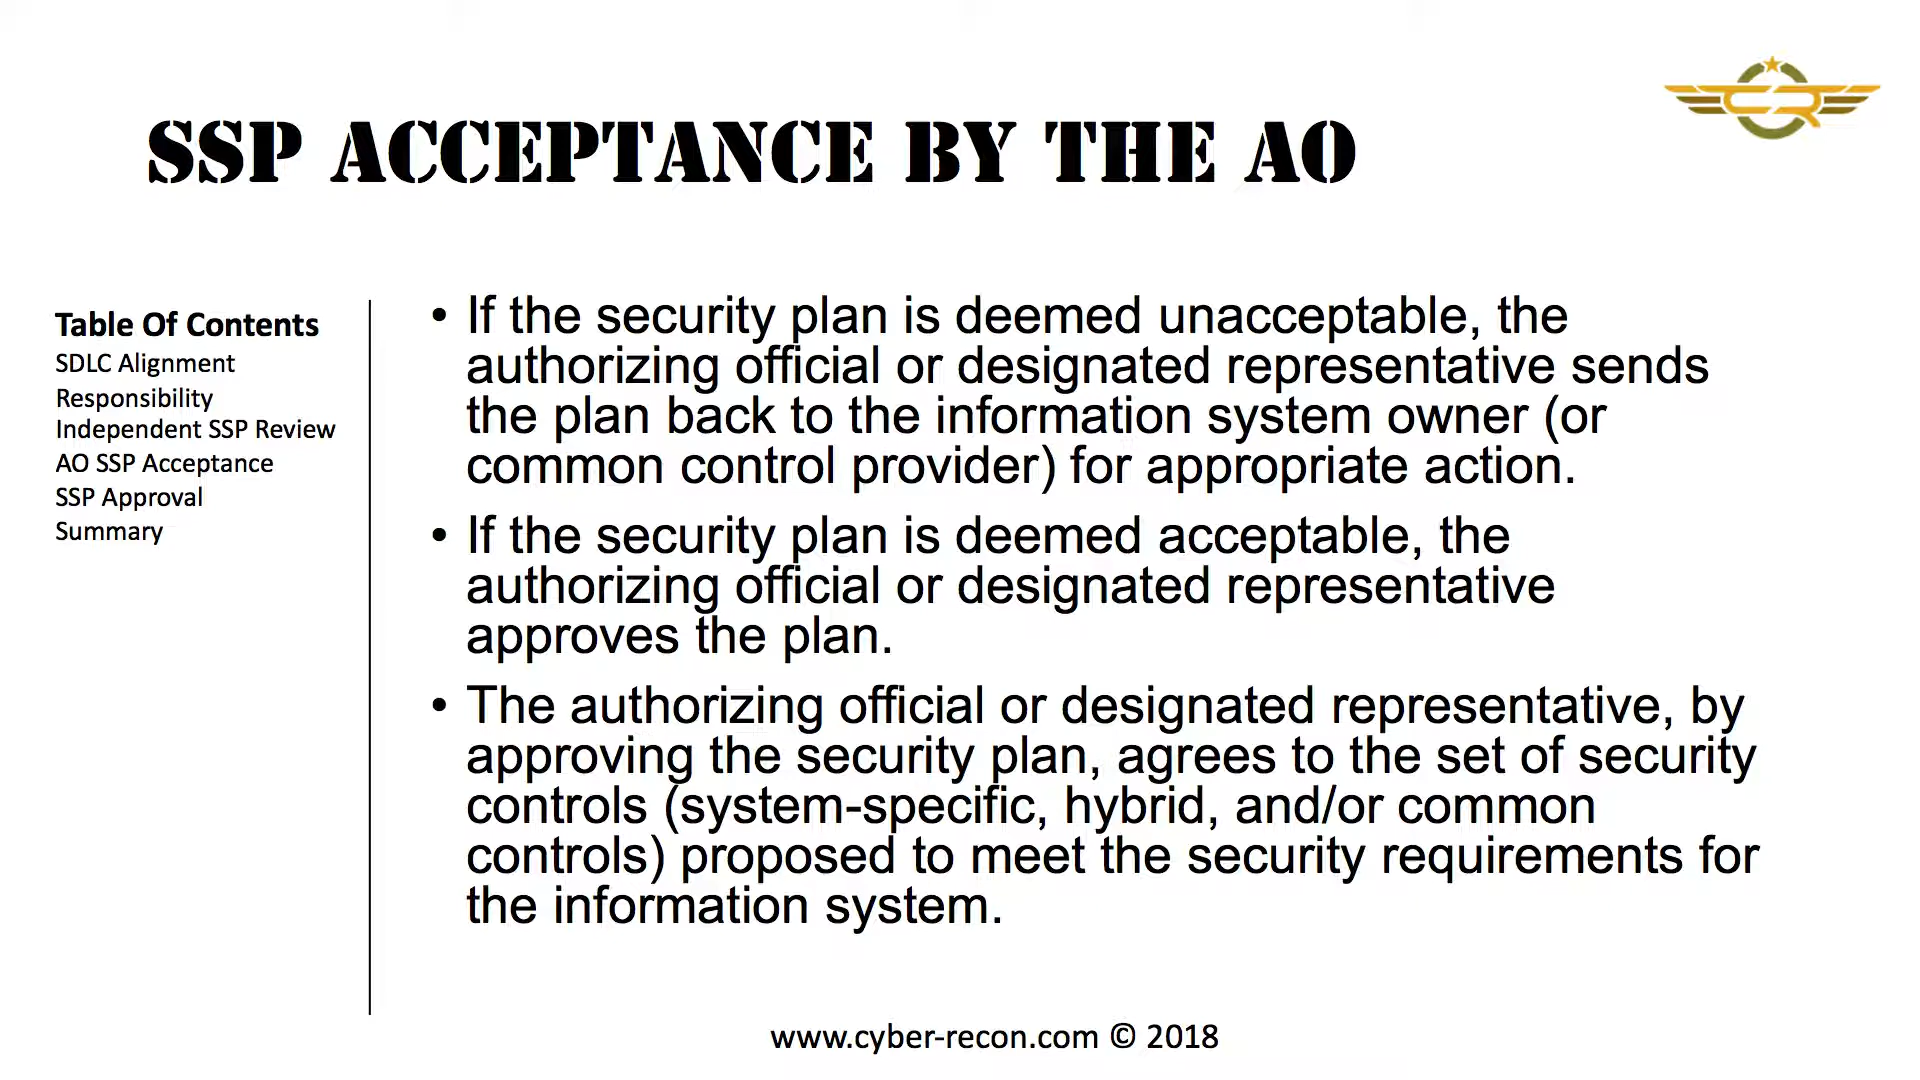 SSP ACCEPTANCE BY THE AO
CR
Table Of Contents
SDLC Alignment
Responsibility
Independent SSP Review
AO SSP Acceptance
SSP Approval
Summary
• If the security plan is deemed unacceptable, the
authorizing official or designated representative sends
the plan back to the information system owner (or
common control provider) for appropriate action.
• If the security plan is deemed acceptable, the
authorizing official or designated representative
approves the plan.
• The authorizing official or designated representative, by
approving the security plan, agrees to the set of security
controls (system-specific, hybrid, and/or common
controls) proposed to meet the security requirements for
the information system.
www.cyber-recon.com © 2018